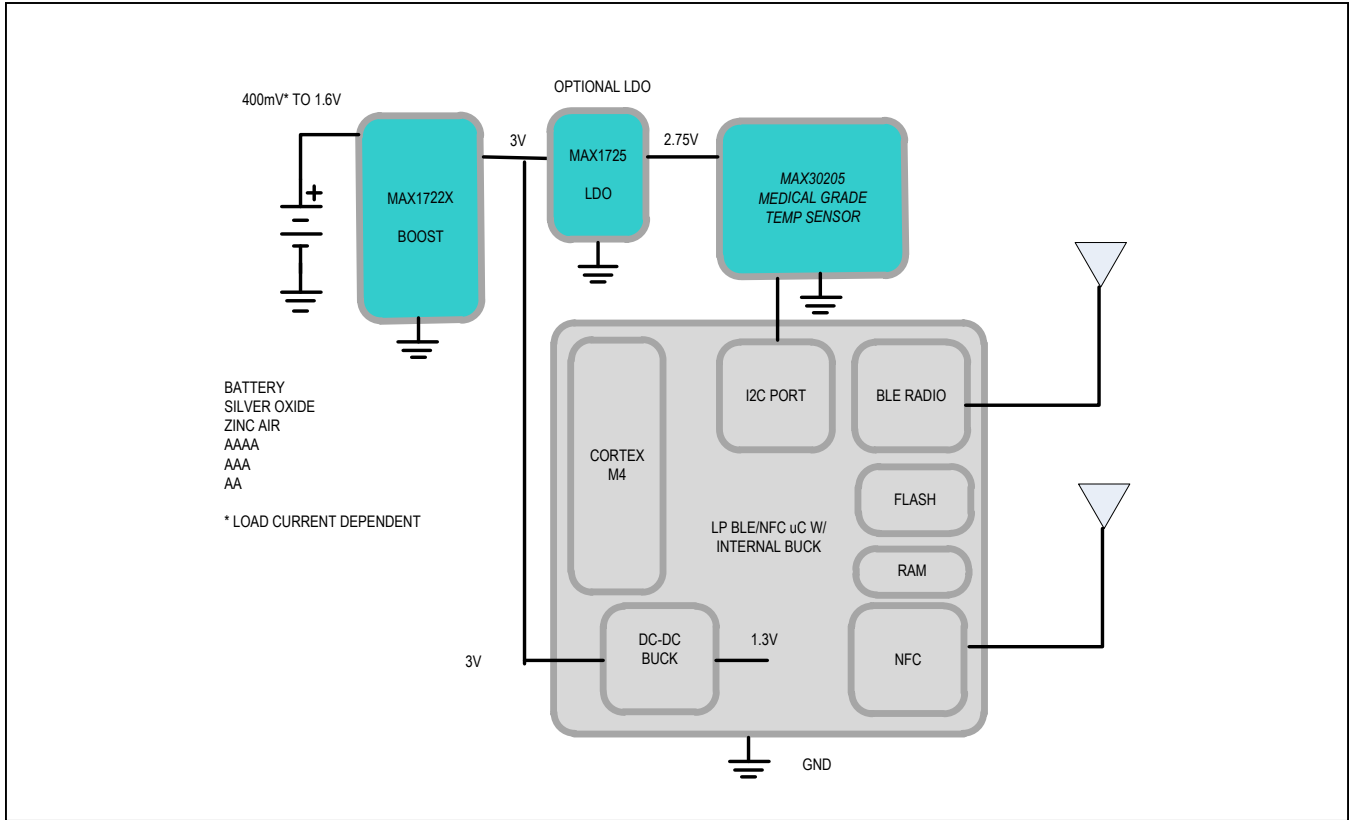 OPTIONAL LDO
400mV* TO 1.6V
3V
MAX1725
LDO
2.75V
MAX30205
MEDICAL GRADE
TEMP SENSOR
+
MAX1722X
BOOST
BATTERY
SILVER OXIDE
ZINC AIR
AAAA
AAA
AA
* LOAD CURRENT DEPENDENT
I2C PORT
BLE RADIO
CORTEX
M4
FLASH
LP BLE/NFC uC W/
INTERNAL BUCK
RAM
3V
DC-DC
BUCK
1.3V
NFC
GND